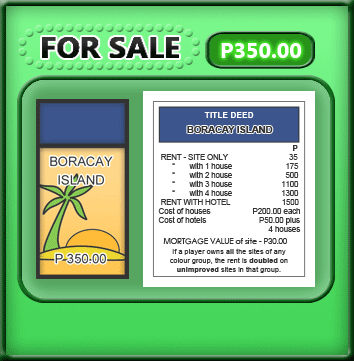 FOR SALE
P350.00
BORACAY
ISLAND
P 350.00
TITLE DEED
BORACAY ISLAND
P
RENT - SITE ONLY 35
" with 1 house 175
" with 2 house 500
" with 3 house 1100
" with 4 house 1300
RENT WITH HOTEL 1500
Cost of houses P200.00 each
Cost of hotels P50.00 plus
4 houses
MORTGAGE VALUE of site - P30.00
If a player owns all the sites of any
colour group, the rent is doubled on
unimproved sites in that group.